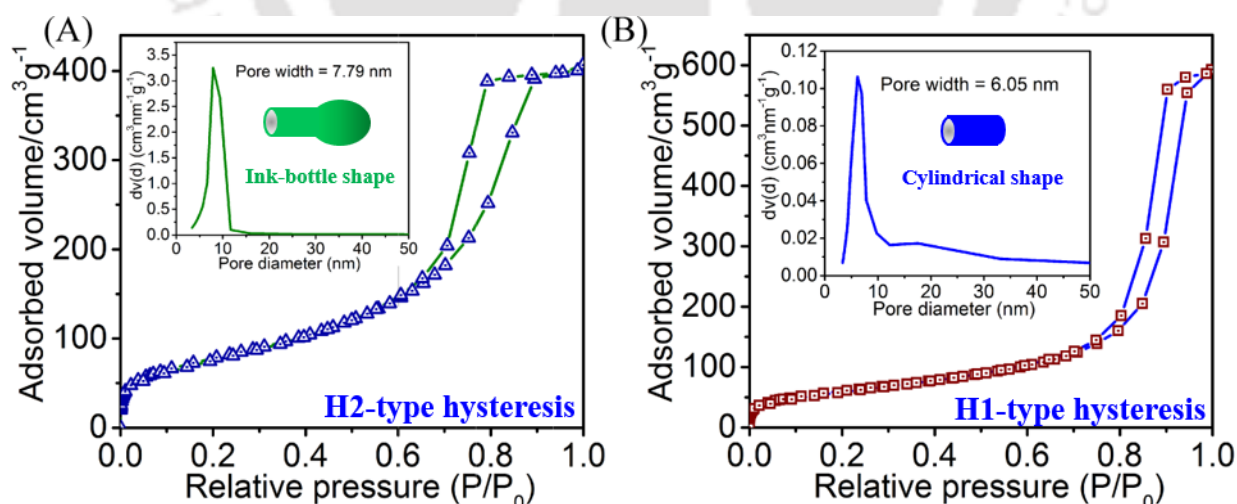 (A)
Adsorbed volume/cm³g⁻¹
400
300
200
100
0
0.0 0.2 0.4 0.6 0.8 1.0
Relative pressure (P/P₀)
H2-type hysteresis
dv(d) (cm³nm⁻¹g⁻¹)
3.5
3.0
2.5
2.0
1.5
1.0
0.5
0.0
0 10 20 30 40 50
Pore diameter (nm)
Pore width = 7.79 nm
Ink-bottle shape
(B)
Adsorbed volume/cm³g⁻¹
600
500
400
300
200
100
0
0.0 0.2 0.4 0.6 0.8 1.0
Relative pressure (P/P₀)
H1-type hysteresis
dv(d) (cm³nm⁻¹g⁻¹)
0.12
0.10
0.08
0.06
0.04
0.02
0.00
0 10 20 30 40 50
Pore diameter (nm)
Pore width = 6.05 nm
Cylindrical shape